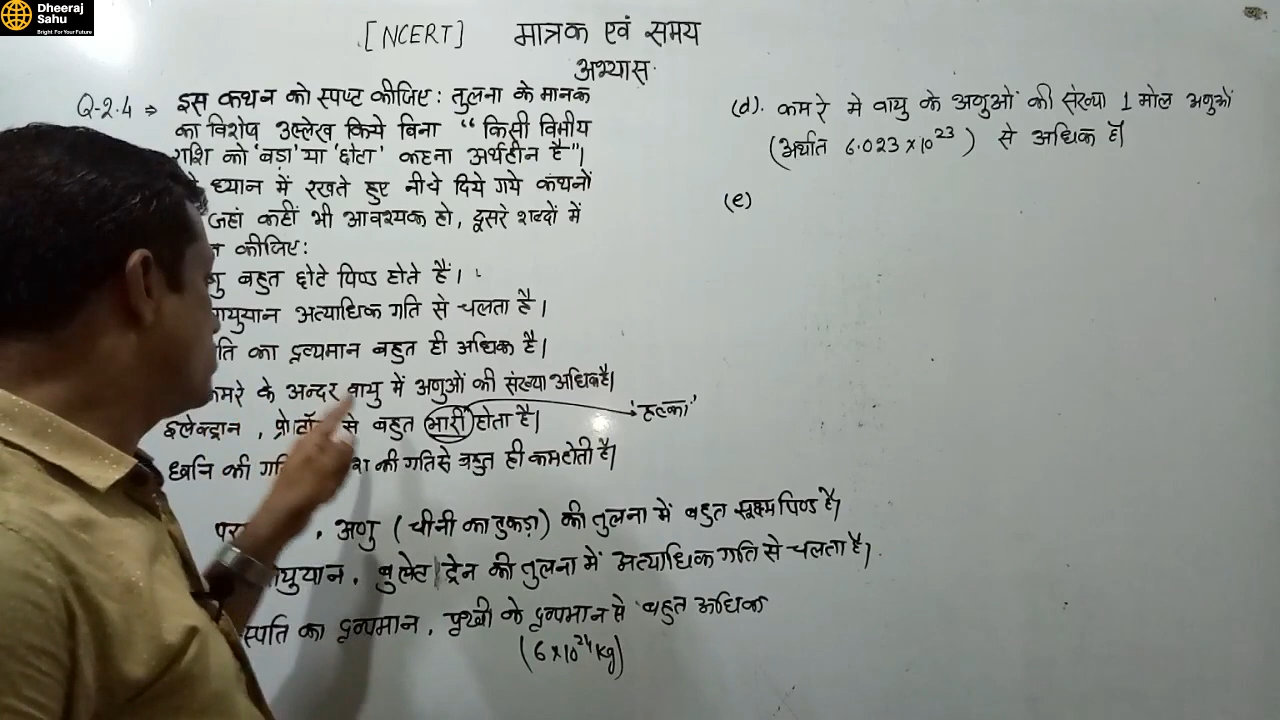 Dheeraj
Sahu
Bright For Your Future
[NCERT] मात्रक एवं समय
अभ्यास.
Q-2.4 ⇒ इस कथन को स्पष्ट कीजिए: तुलना के मानक
का विशेष उल्लेख किये बिना “किसी विमीय
राशि को 'बड़ा' या 'छोटा' कहना अर्थहीन है”।
ध्यान में रखते हुए नीचे दिये गये कथनों
जहां कहीं भी आवश्यक हो, दूसरे शब्दों में
कीजिए:
बहुत छोटे पिण्ड होते हैं।
वायुयान अत्याधिक गति से चलता है।
का द्रव्यमान बहुत ही अधिक है।
कमरे के अन्दर वायु में अणुओं की संख्या अधिक है।
इलेक्ट्रान, प्रोटॉन से बहुत भारी होता है। 'हल्का'
ध्वनि की की गति से बहुत ही कम होती है।
, अणु (चीनी का टुकड़ा) की तुलना में बहुत सूक्ष्म पिण्ड है।
वायुयान, बुलेट ट्रेन की तुलना में अत्याधिक गति से चलता है।
का द्रव्यमान, पृथ्वी के द्रव्यमान से बहुत अधिक
(6×10²⁴kg)
(d). कमरे मे वायु के अणुओं की संख्या 1 मोल अणुओं
(अर्थात 6.023×10²³) से अधिक है।
(e)